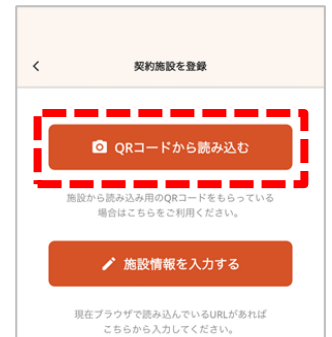 契約施設を登録
QRコードから読み込む
施設から読み込み用のQRコードをもらっている
場合はこちらをご利用ください。
施設情報を入力する
現在ブラウザで読み込んでいるURLがあれば
こちらから入力してください。